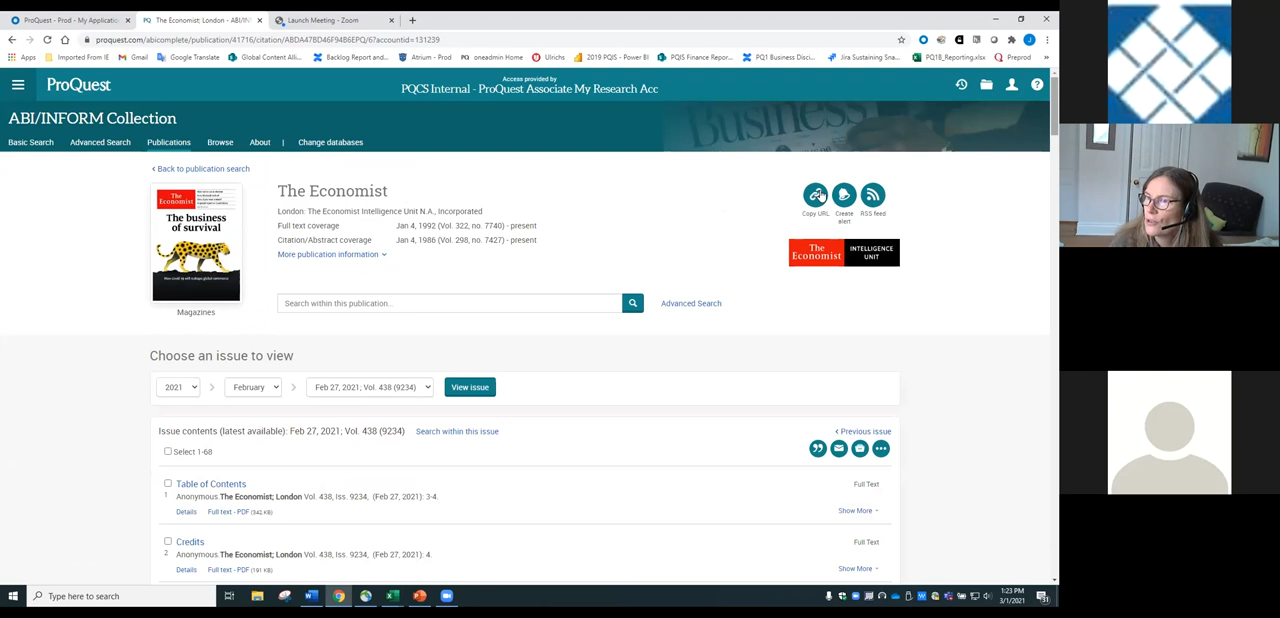 ProQuest - Prod - My Applicatio
The Economist; London - ABI/IN
Launch Meeting - Zoom
proquest.com/abicomplete/publication/41716/citation/ABDA47BD46F94B6EPQ/6?accountid=131239
Apps
Imported From IE
Gmail
Google Translate
Global Content Alli...
Backlog Report and...
Atrium - Prod
oneadmin Home
Ulrichs
2019 PQIS - Power BI
PQIS Finance Repor...
PQ1 Business Disci...
Jira Sustaining Sna...
PQ1B_Reporting.xlsx
Preprod
ProQuest
Access provided by
PQCS Internal - ProQuest Associate My Research Acc
ABI/INFORM Collection
Business
Basic Search
Advanced Search
Publications
Browse
About
|
Change databases
‹ Back to publication search
The Economist
London: The Economist Intelligence Unit N.A., Incorporated
Full text coverage Jan 4, 1992 (Vol. 322, no. 7740) - present
Citation/Abstract coverage Jan 4, 1986 (Vol. 298, no. 7427) - present
More publication information
The Economist
The business
of survival
Magazines
Copy URL
Create alert
RSS feed
The Economist
INTELLIGENCE UNIT
Search within this publication...
Advanced Search
Choose an issue to view
2021
February
Feb 27, 2021; Vol. 438 (9234)
View issue
Issue contents (latest available): Feb 27, 2021; Vol. 438 (9234)
Search within this issue
‹ Previous issue
Select 1-68
Table of Contents
Full Text
1
Anonymous.The Economist; London Vol. 438, Iss. 9234, (Feb 27, 2021): 3-4.
Details
Full text - PDF (342 KB)
Show More
Credits
Full Text
2
Anonymous.The Economist; London Vol. 438, Iss. 9234, (Feb 27, 2021): 4.
Details
Full text - PDF (191 KB)
Show More
Type here to search
1:23 PM
3/1/2021